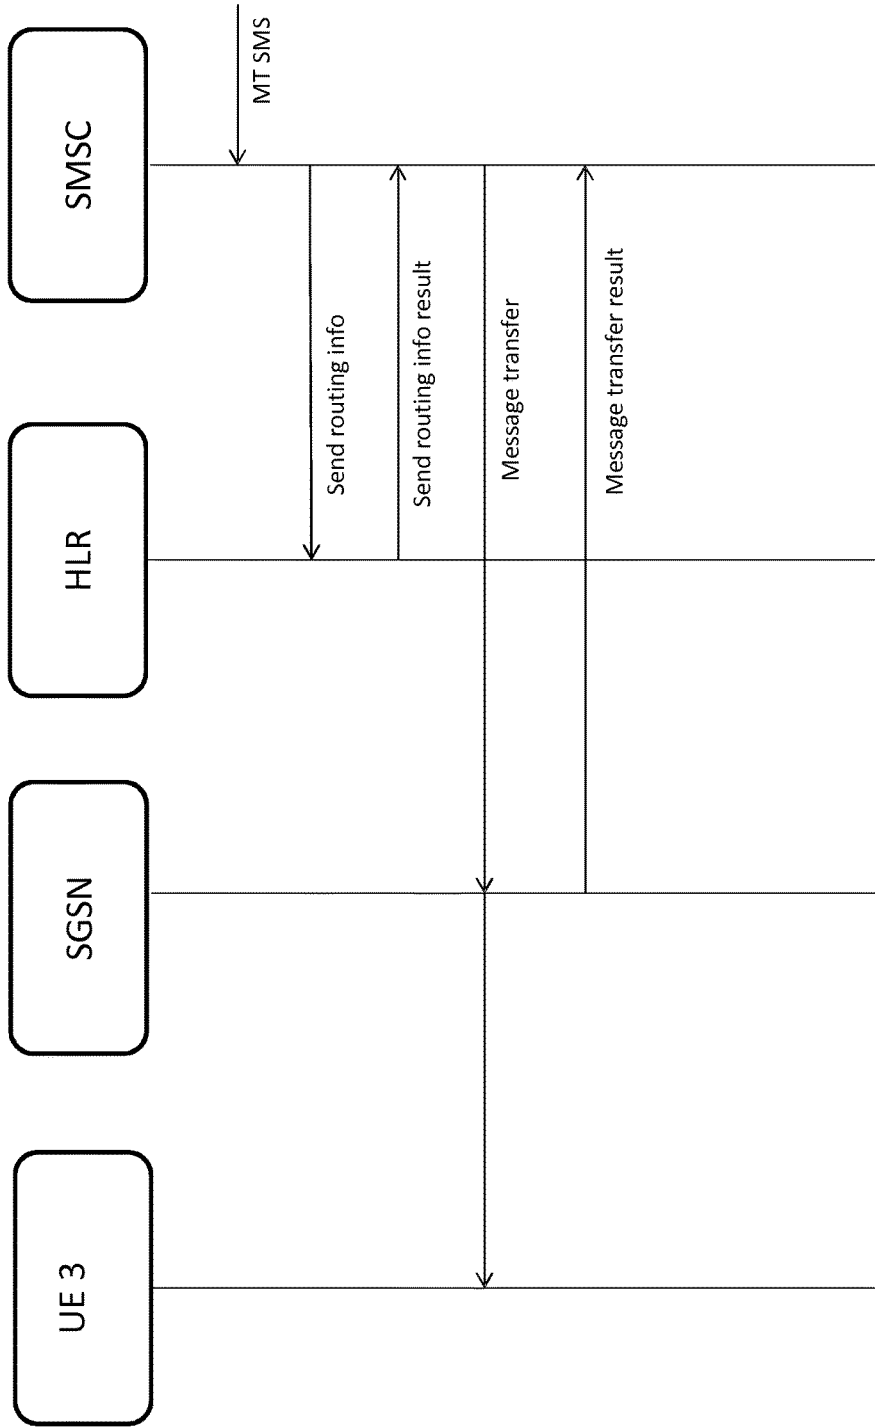 UE 3
SGSN
HLR
SMSC
MT SMS
Send routing info
Send routing info result
Message transfer
Message transfer result